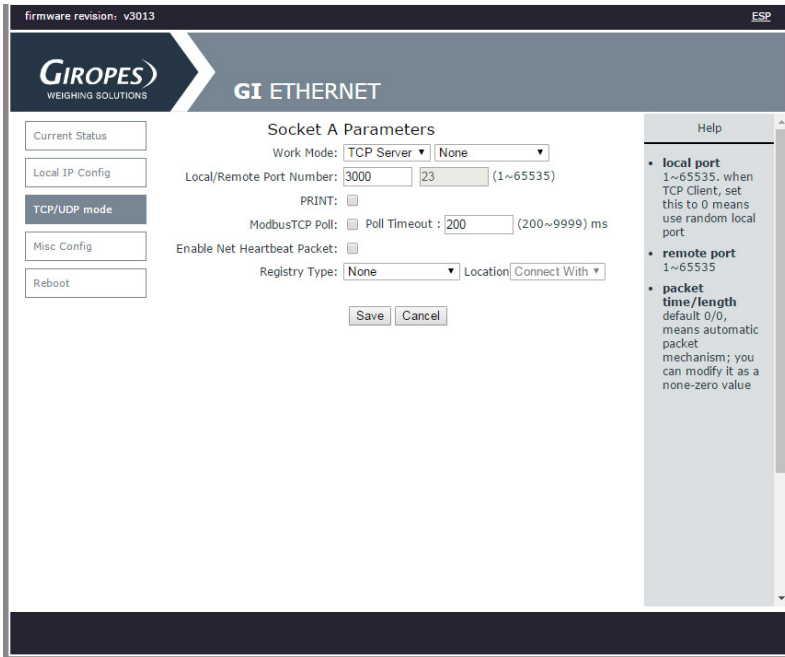 firmware revision: v3013
ESP
GIROPES
WEIGHING SOLUTIONS
GI ETHERNET
Current Status
Local IP Config
TCP/UDP mode
Misc Config
Reboot
Socket A Parameters
Work Mode: TCP Server None
Local/Remote Port Number: 3000 23 (1~65535)
PRINT:
ModbusTCP Poll: Poll Timeout : 200 (200~9999) ms
Enable Net Heartbeat Packet:
Registry Type: None Location Connect With
Save Cancel
Help
• local port
1~65535. when
TCP Client, set
this to 0 means
use random local
port
• remote port
1~65535
• packet
time/length
default 0/0,
means automatic
packet
mechanism; you
can modify it as a
none-zero value